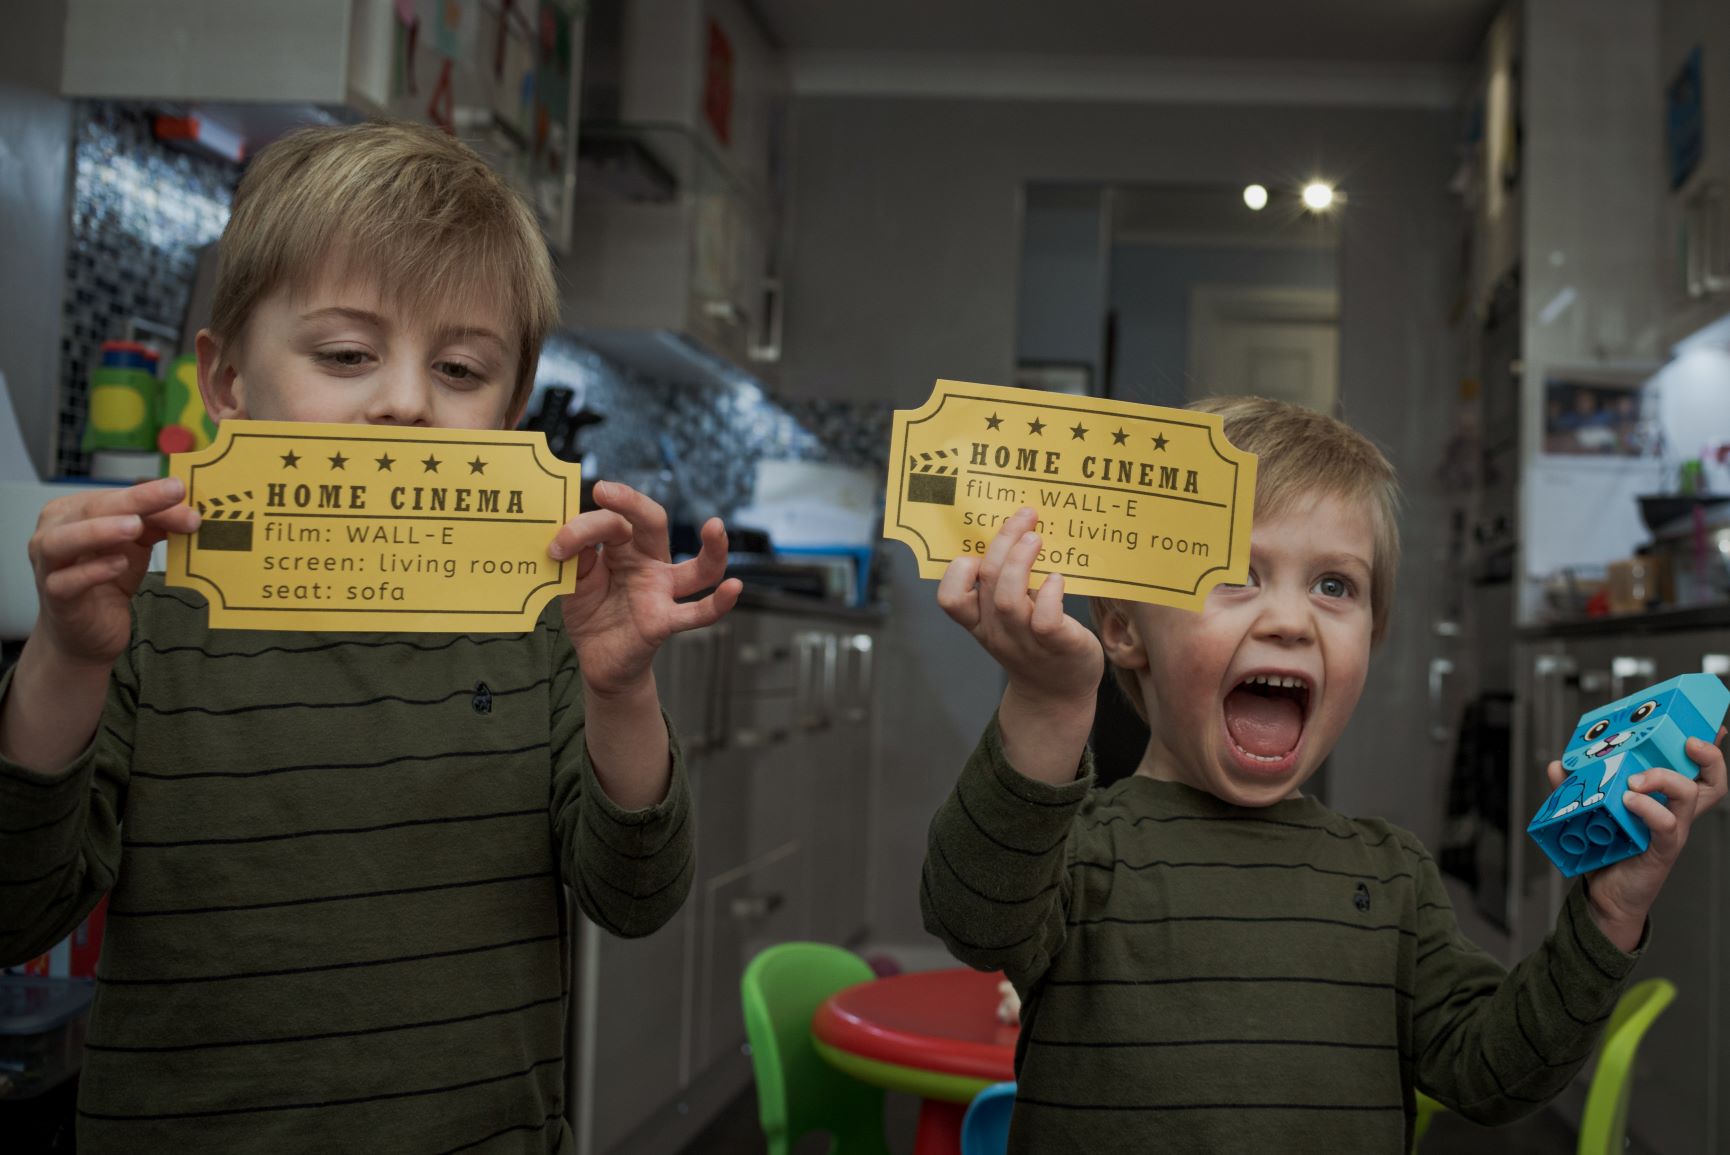 HOME CINEMA
film: WALL-E
screen: living room
seat: sofa
HOME CINEMA
film: WALL-E
living room
sofa